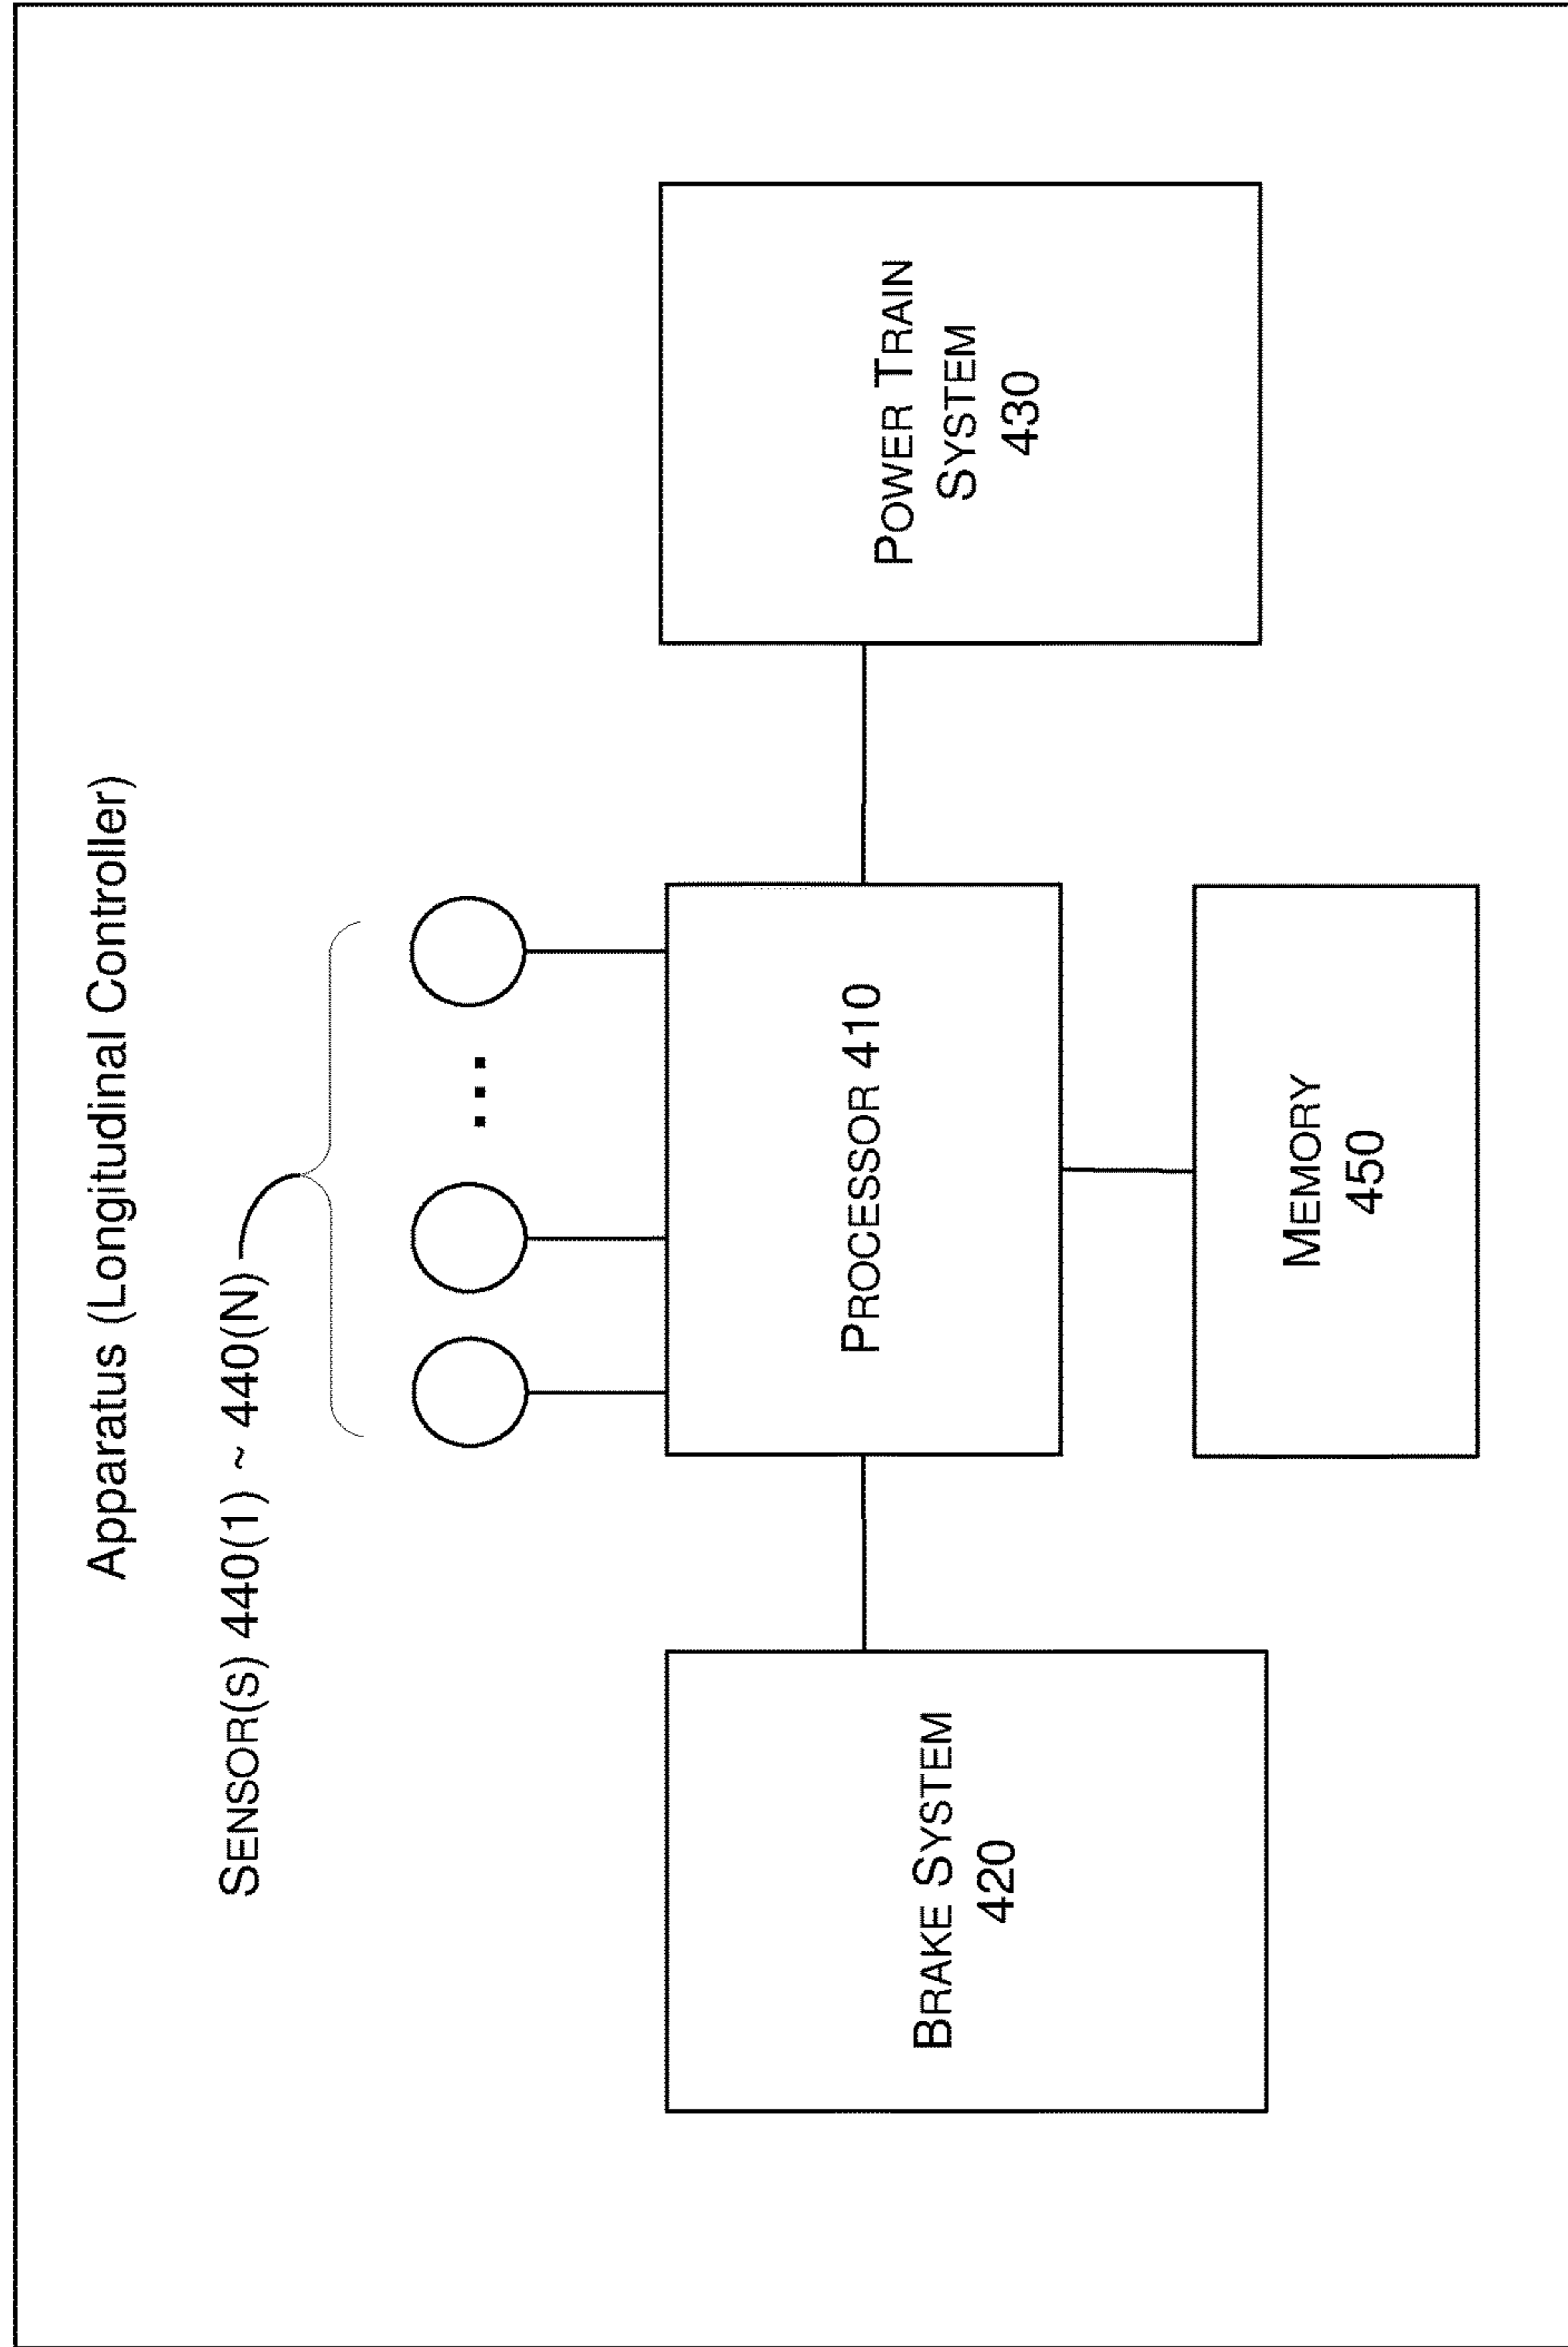 Apparatus (Longitudinal Controller)
SENSOR(S) 440(1) ~ 440(N)
...
BRAKE SYSTEM
420
PROCESSOR 410
POWER TRAIN
SYSTEM
430
MEMORY
450